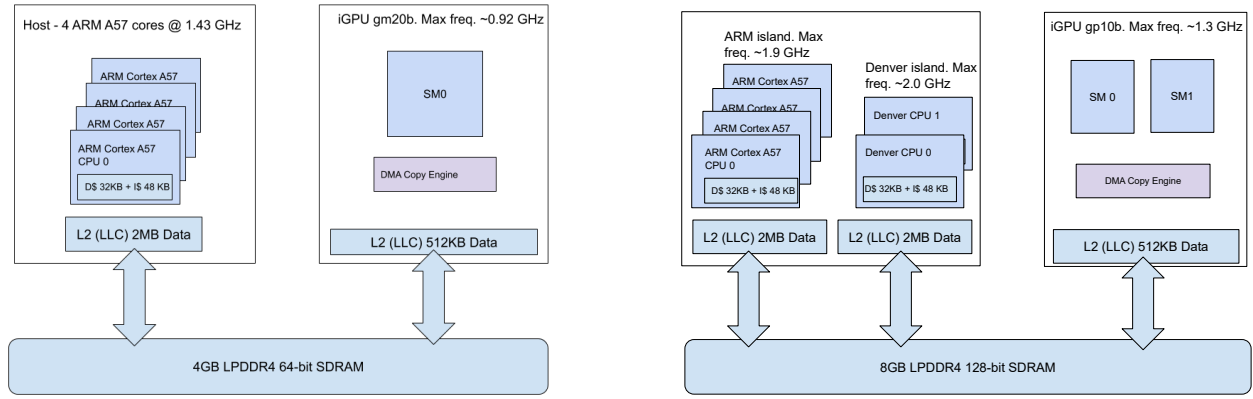 Host - 4 ARM A57 cores @ 1.43 GHz
ARM Cortex A57
ARM Cortex A57
ARM Cortex A57
ARM Cortex A57
CPU 0
D$ 32KB + I$ 48 KB
L2 (LLC) 2MB Data
iGPU gm20b. Max freq. ~0.92 GHz
SM0
DMA Copy Engine
L2 (LLC) 512KB Data
4GB LPDDR4 64-bit SDRAM
ARM island. Max
freq. ~1.9 GHz
ARM Cortex A57
ARM Cortex A57
ARM Cortex A57
ARM Cortex A57
CPU 0
D$ 32KB + I$ 48 KB
L2 (LLC) 2MB Data
Denver island. Max
freq. ~2.0 GHz
Denver CPU 1
Denver CPU 0
D$ 32KB + I$ 48 KB
L2 (LLC) 2MB Data
iGPU gp10b. Max freq. ~1.3 GHz
SM 0
SM1
DMA Copy Engine
L2 (LLC) 512KB Data
8GB LPDDR4 128-bit SDRAM